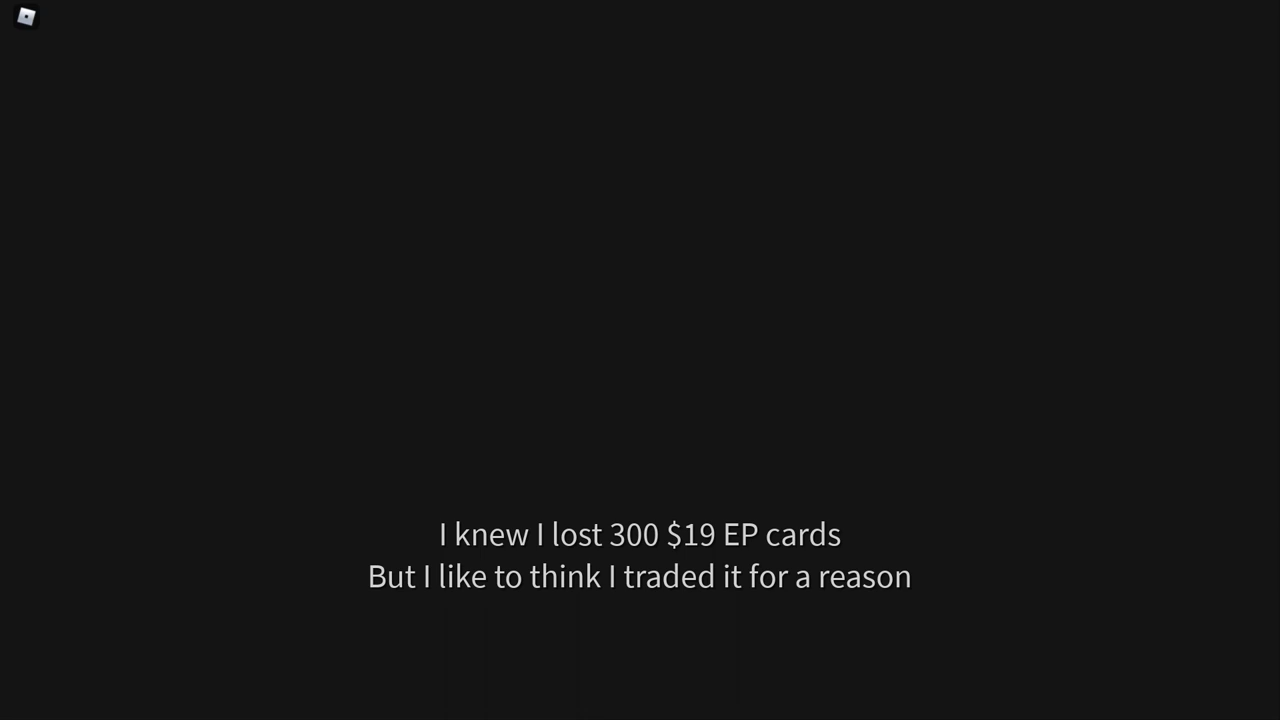 I knew I lost 300 $19 EP cards
But I like to think I traded it for a reason